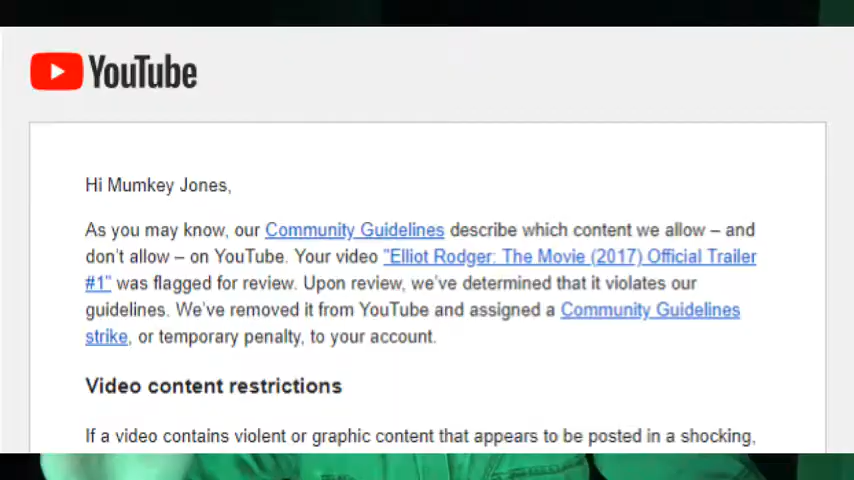 YouTube
Hi Mumkey Jones,
As you may know, our Community Guidelines describe which content we allow – and
don't allow – on YouTube. Your video "Elliot Rodger: The Movie (2017) Official Trailer
#1" was flagged for review. Upon review, we've determined that it violates our
guidelines. We've removed it from YouTube and assigned a Community Guidelines
strike, or temporary penalty, to your account.
Video content restrictions
If a video contains violent or graphic content that appears to be posted in a shocking,